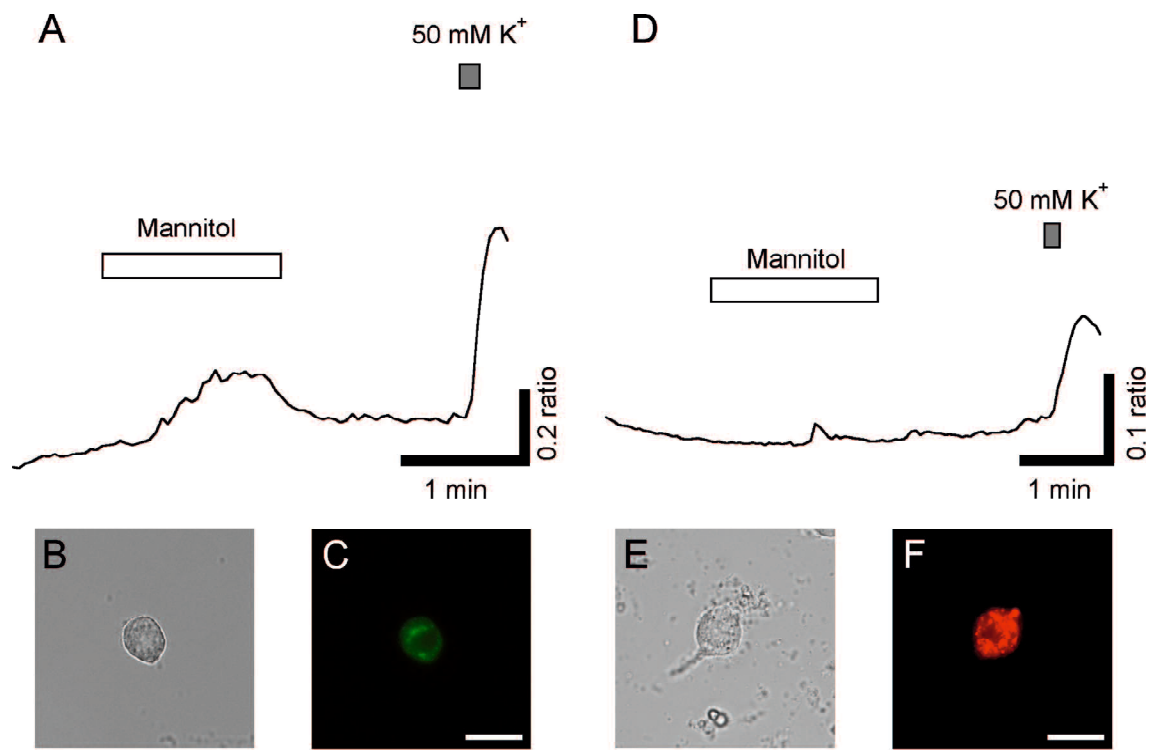 A
50 mM K⁺
D
50 mM K⁺
Mannitol
Mannitol
0.2 ratio
0.1 ratio
1 min
1 min
B
C
E
F